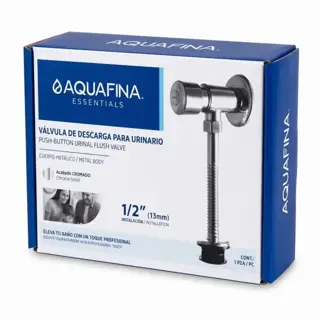 AQUAFINA
ESSENTIALS
VÁLVULA DE DESCARGA PARA URINARIO
PUSH-BUTTON URINAL FLUSH VALVE
CUERPO METÁLICO / METAL BODY
Acabado CROMADO
Chrome finish
1/2" (13mm)
INSTALACIÓN / INSTALLATION
ELEVA TU BAÑO CON UN TOQUE PROFESIONAL
CONT.:
1 PZA / PC
AQUAFINA